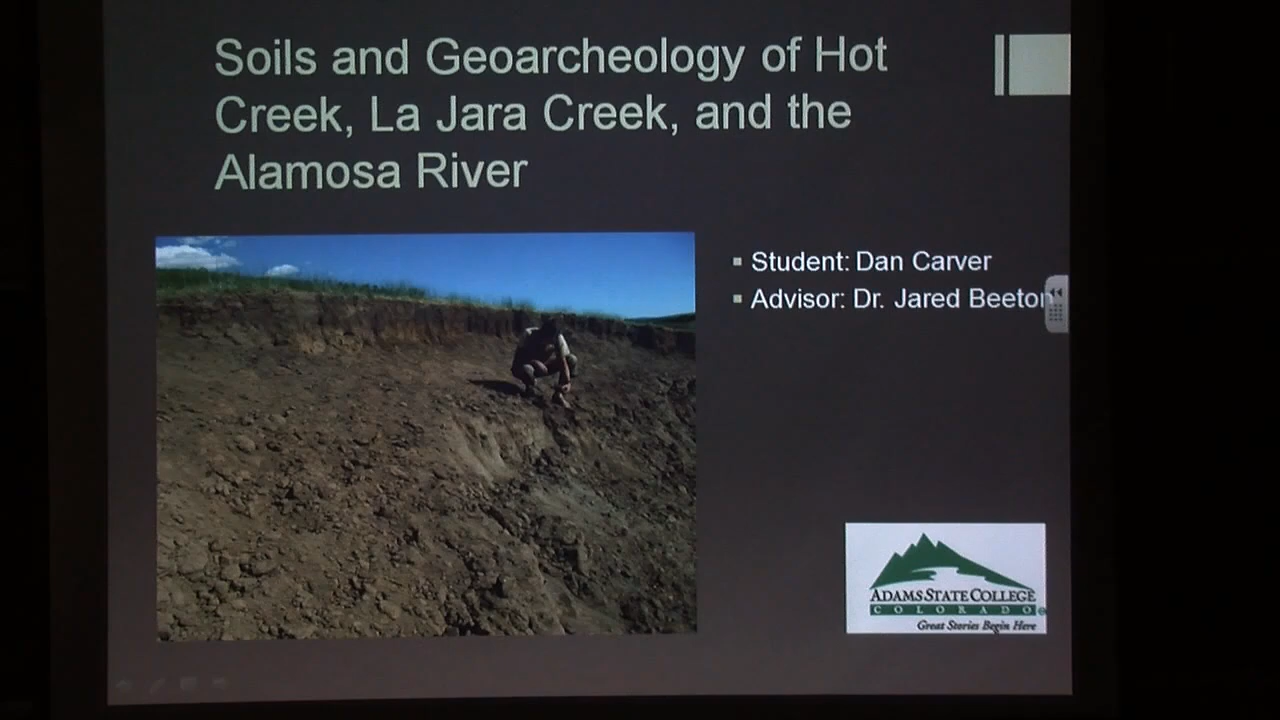 Soils and Geoarcheology of Hot
Creek, La Jara Creek, and the
Alamosa River
Student: Dan Carver
Advisor: Dr. Jared Beeton
ADAMS STATE COLLEGE
COLORADO
Great Stories Begin Here